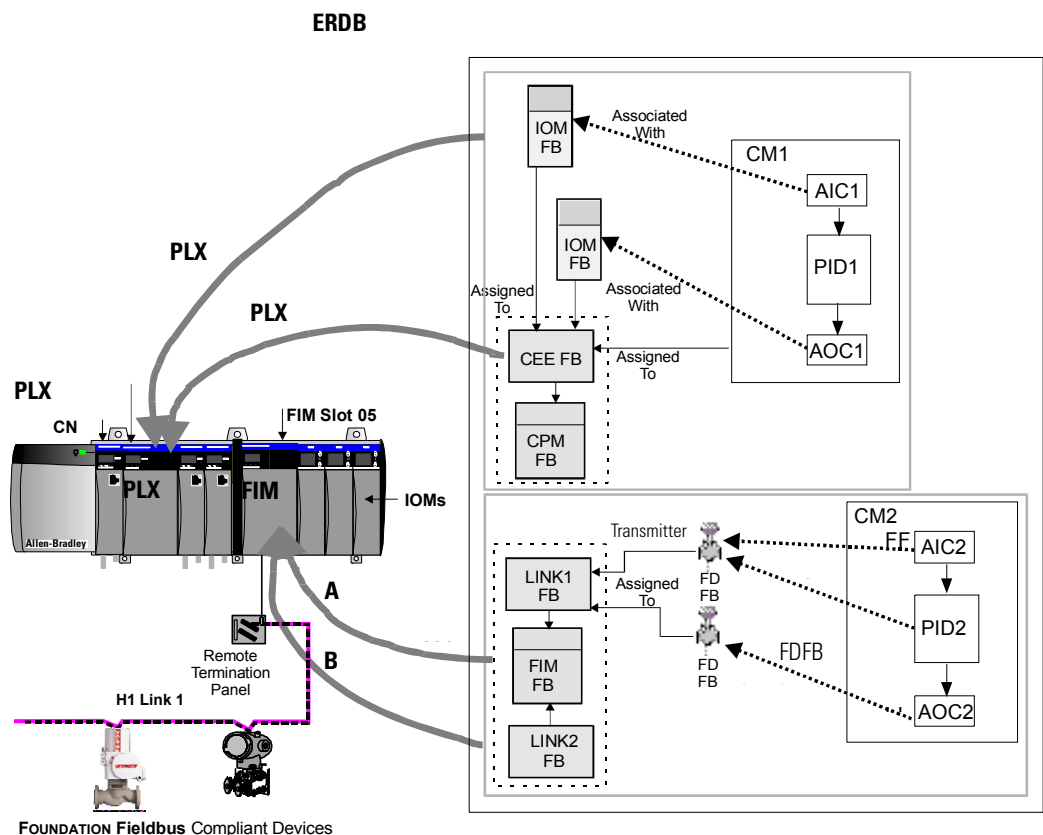 ERDB
IOM
FB
Associated
With
CM1
AIC1
PLX
IOM
FB
PID1
Assigned
To
Associated
With
PLX
CEE FB
Assigned
To
AOC1
PLX
CN
FIM Slot 05
CPM
FB
PLX
FIM
IOMs
Allen-Bradley
CM2
Transmitter
FF
AIC2
LINK1
FB
Assigned
To
FD
FB
A
PID2
FIM
FB
FDFB
FD
FB
B
Remote
Termination
Panel
AOC2
H1 Link 1
LINK2
FB
FOUNDATION Fieldbus Compliant Devices